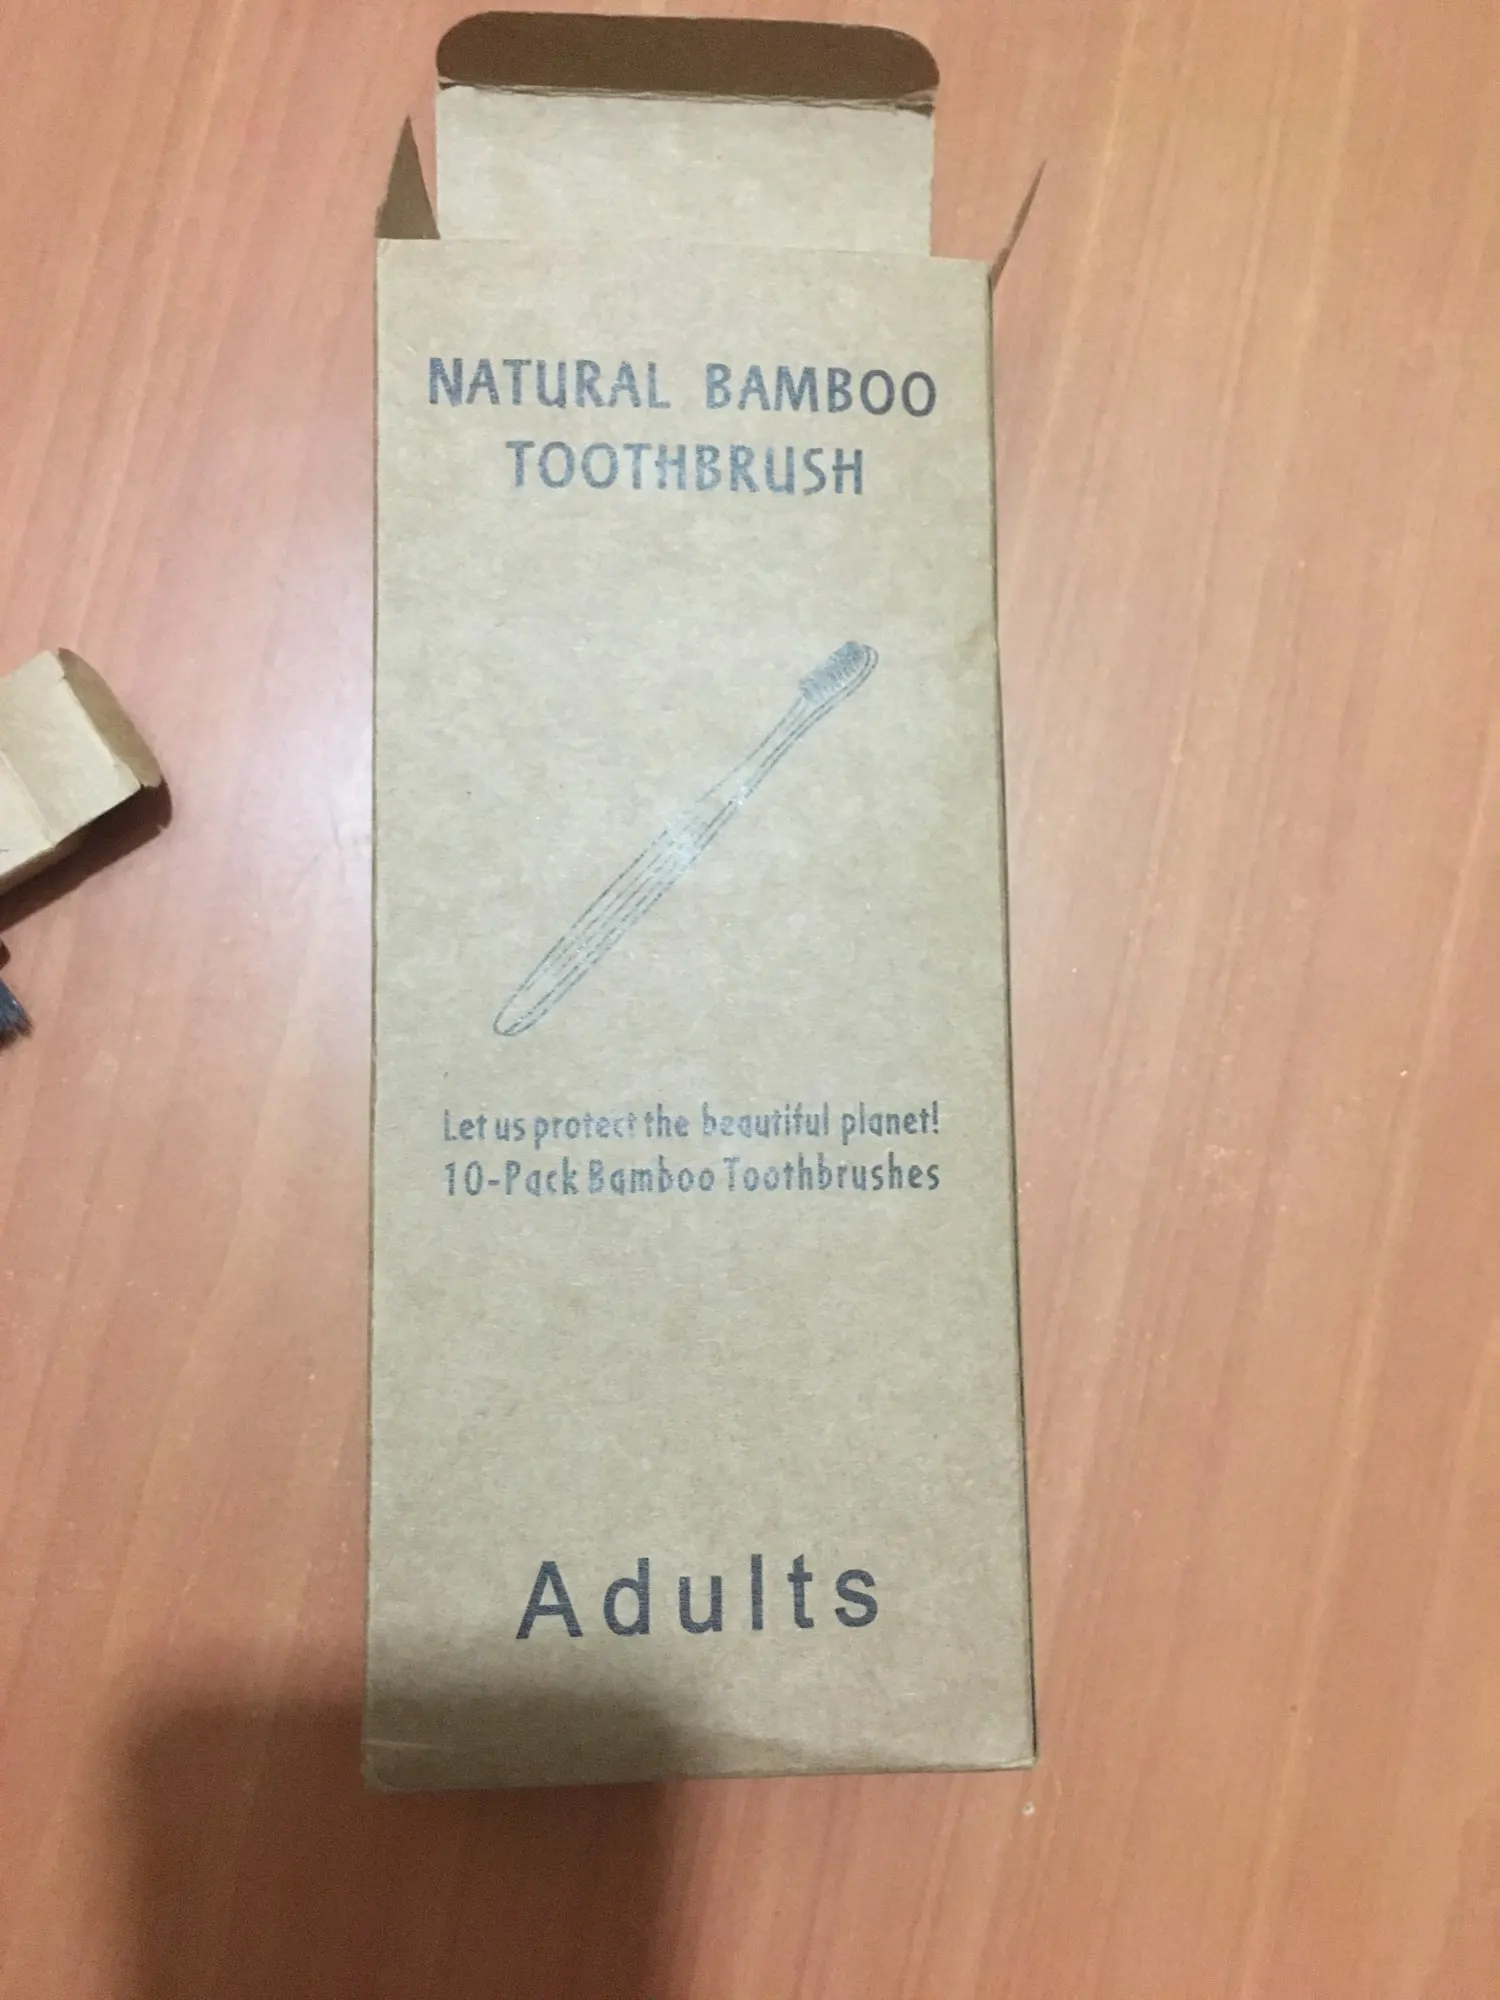 NATURAL BAMBOO
TOOTHBRUSH
Let us protect the beautiful planet!
10-Pack Bamboo Toothbrushes
Adults